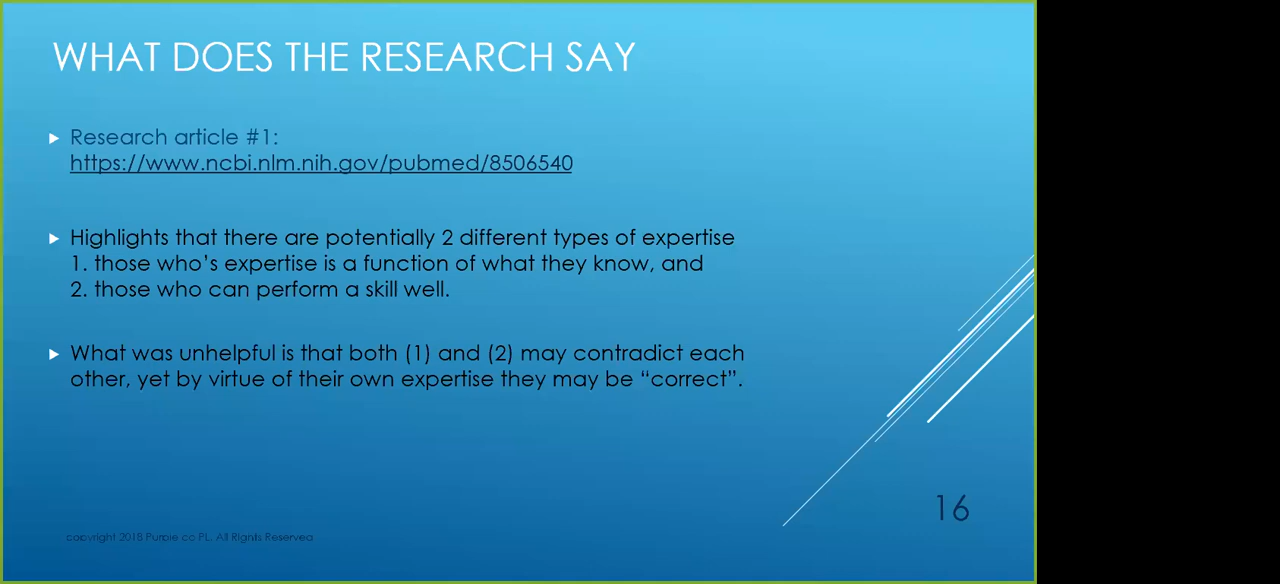 WHAT DOES THE RESEARCH SAY
Research article #1:
https://www.ncbi.nlm.nih.gov/pubmed/8506540
Highlights that there are potentially 2 different types of expertise
1. those who's expertise is a function of what they know, and
2. those who can perform a skill well.
What was unhelpful is that both (1) and (2) may contradict each
other, yet by virtue of their own expertise they may be “correct”.
16
copyright 2018 Purple co PL. All Rights Reserved